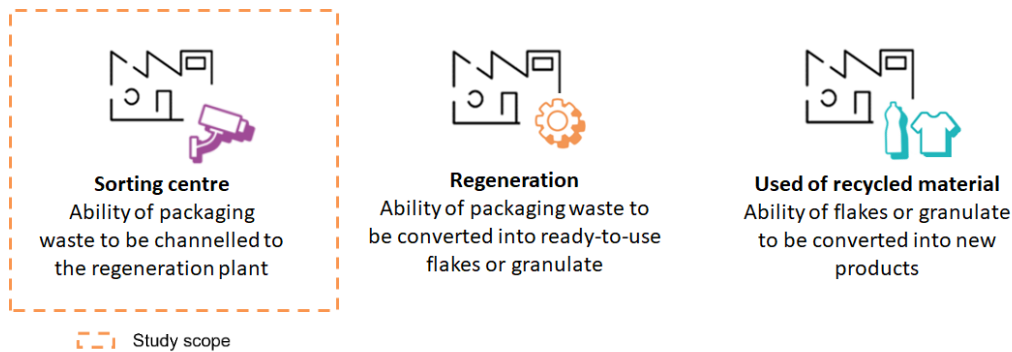 Sorting centre
Ability of packaging
waste to be channelled to
the regeneration plant
Regeneration
Ability of packaging waste to
be converted into ready-to-use
flakes or granulate
Used of recycled material
Ability of flakes or granulate
to be converted into new
products
Study scope